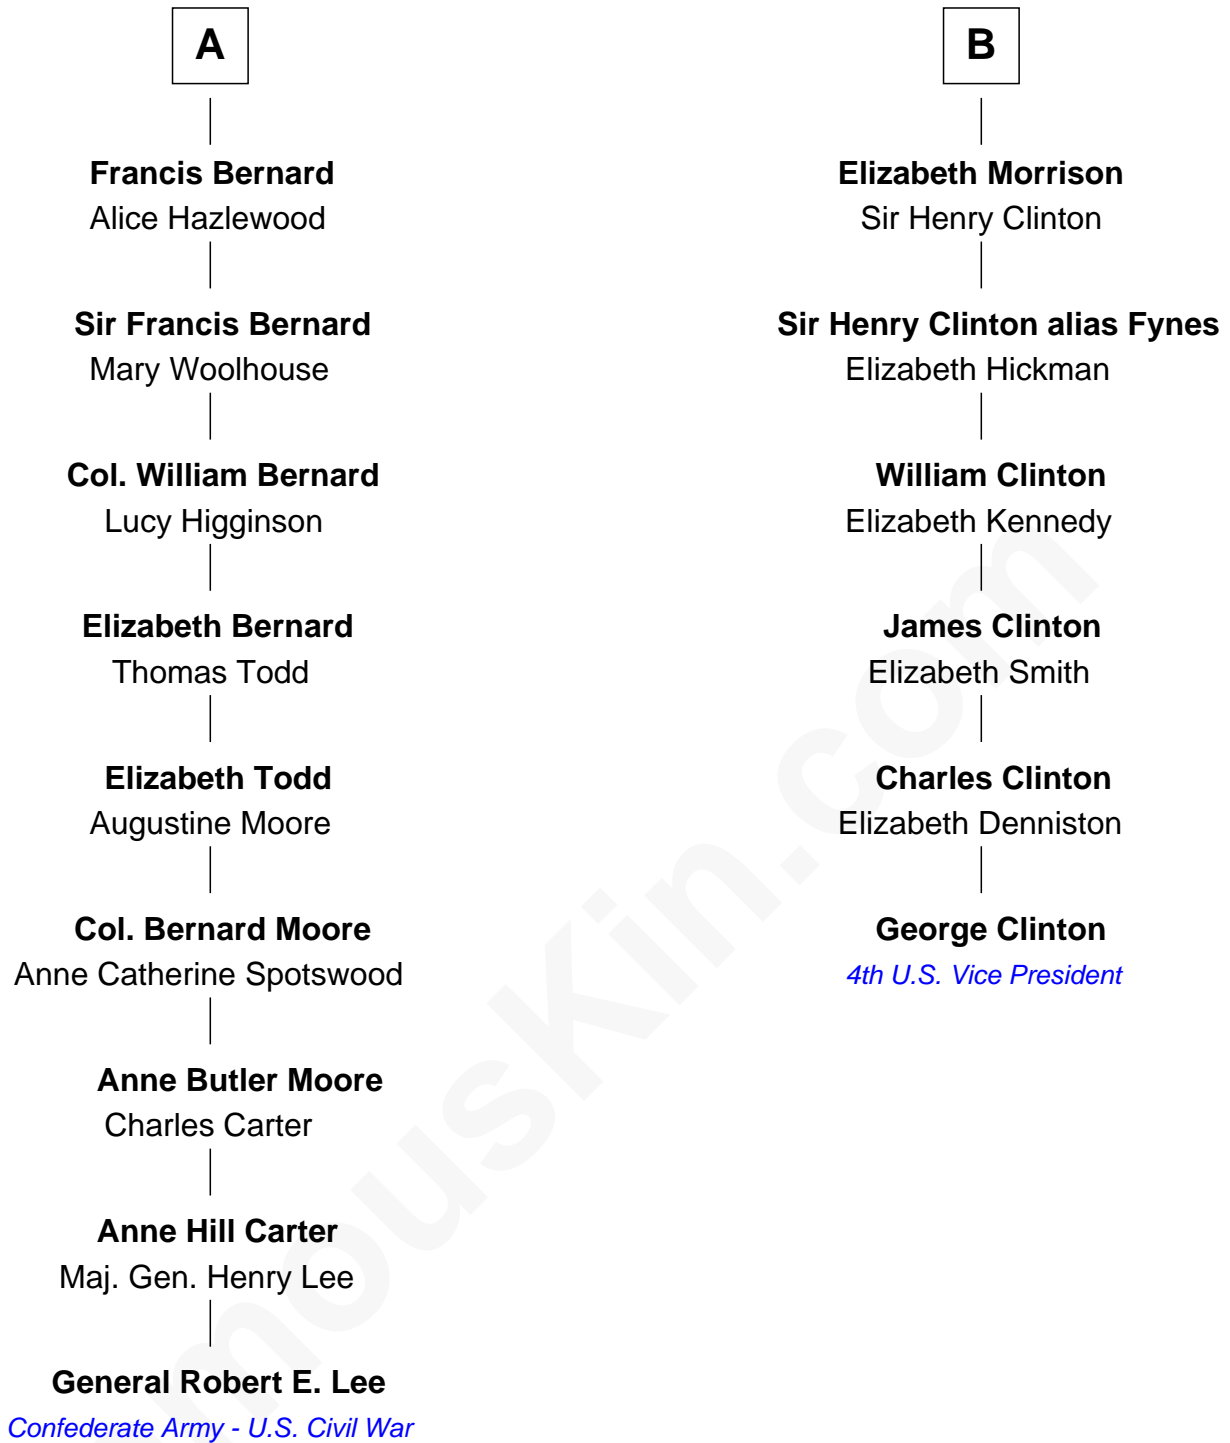 A
Francis Bernard
Alice Hazlewood
Sir Francis Bernard
Mary Woolhouse
Col. William Bernard
Lucy Higginson
Elizabeth Bernard
Thomas Todd
Elizabeth Todd
Augustine Moore
Col. Bernard Moore
Anne Catherine Spotswood
Anne Butler Moore
Charles Carter
Anne Hill Carter
Maj. Gen. Henry Lee
General Robert E. Lee
Confederate Army - U.S. Civil War
B
Elizabeth Morrison
Sir Henry Clinton
Sir Henry Clinton alias Fynes
Elizabeth Hickman
William Clinton
Elizabeth Kennedy
James Clinton
Elizabeth Smith
Charles Clinton
Elizabeth Denniston
George Clinton
4th U.S. Vice President
mousKin.com